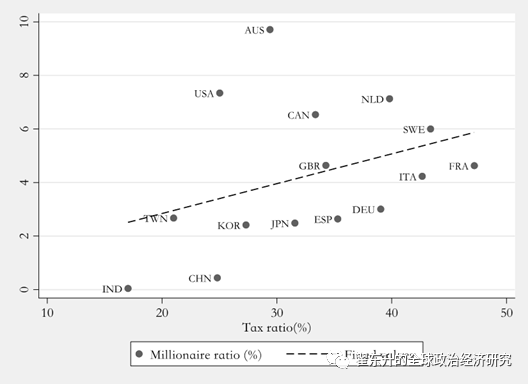 10
AUS
8
USA
NLD
CAN
6
SWE
GBR
FRA
4
ITA
DEU
TWN
ESP
JPN
KOR
2
CHN
0
IND
10 20 30 40 50
Tax ratio(%)
Millionaire ratio (%)
翟东升的全球政治经济研究